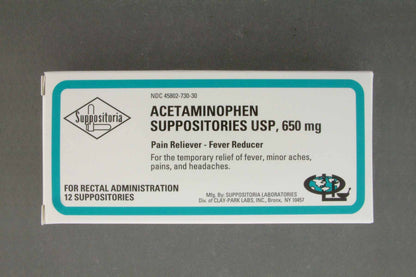 NDC 45802-730-30
Suppositoria
ACETAMINOPHEN
SUPPOSITORIES USP, 650 mg
Pain Reliever - Fever Reducer
For the temporary relief of fever, minor aches,
pains, and headaches.
FOR RECTAL ADMINISTRATION
12 SUPPOSITORIES
Mfg. By: SUPPOSITORIA LABORATORIES
Div. of CLAY-PARK LABS, INC., Bronx, NY 10457